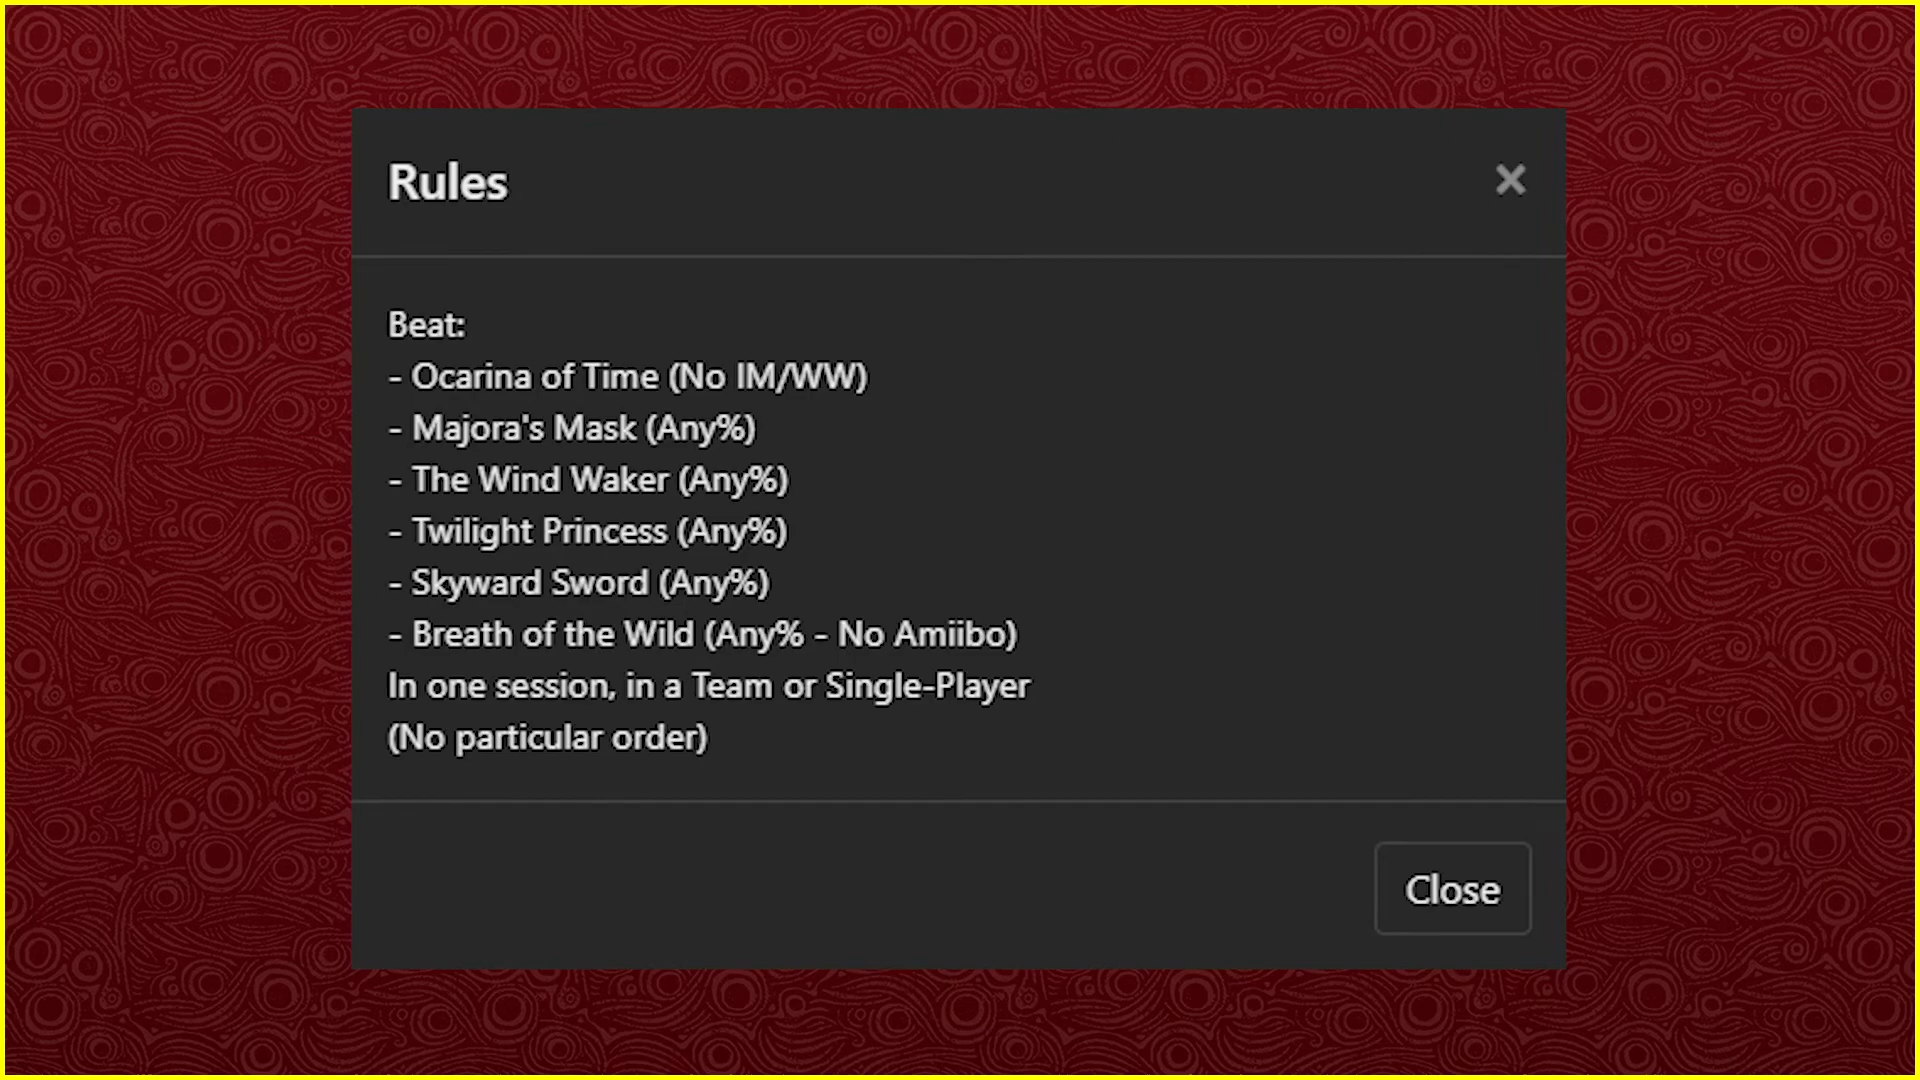 Rules
Beat:
- Ocarina of Time (No IM/WW)
- Majora's Mask (Any%)
- The Wind Waker (Any%)
- Twilight Princess (Any%)
- Skyward Sword (Any%)
- Breath of the Wild (Any% - No Amiibo)
In one session, in a Team or Single-Player
(No particular order)
Close